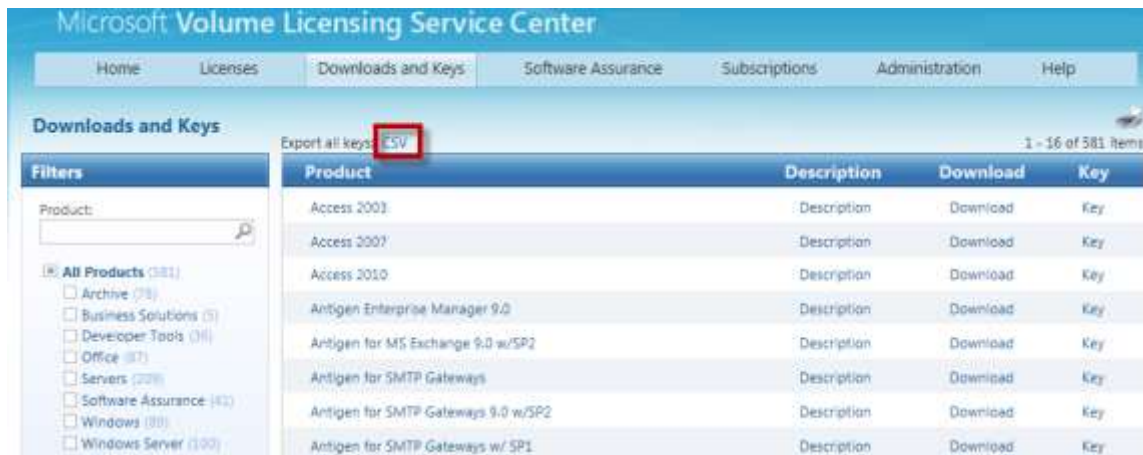 Microsoft Volume Licensing Service Center
Home Licenses Downloads and Keys Software Assurance Subscriptions Administration Help
Downloads and Keys
Export all keys: CSV
1 - 16 of 581 items
Filters
Product Description Download Key
Product:
Access 2003 Description Download Key
Access 2007 Description Download Key
All Products (581)
Access 2010 Description Download Key
Archive (78)
Business Solutions (5)
Antigen Enterprise Manager 9.0 Description Download Key
Developer Tools (36)
Antigen for MS Exchange 9.0 w/SP2 Description Download Key
Office (87)
Servers (209)
Antigen for SMTP Gateways Description Download Key
Software Assurance (41)
Antigen for SMTP Gateways 9.0 w/SP2 Description Download Key
Windows
Windows Server (100)
Antigen for SMTP Gateways w/ SP1 Description Download Key